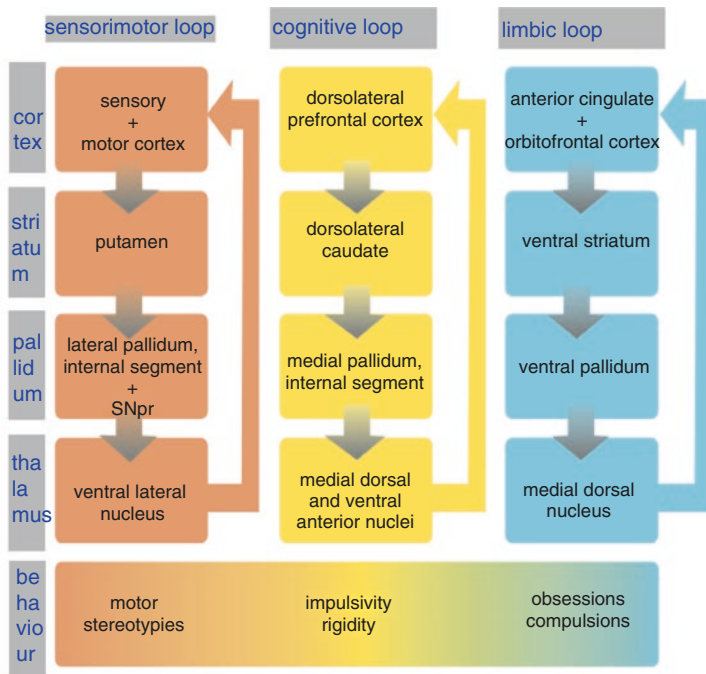 sensorimotor loop
cognitive loop
limbic loop
cor
tex
sensory
+
motor cortex
dorsolateral
prefrontal cortex
anterior cingulate
+
orbitofrontal cortex
stri
atu
m
putamen
dorsolateral
caudate
ventral striatum
pal
lid
um
lateral pallidum,
internal segment
+
SNpr
medial pallidum,
internal segment
ventral pallidum
tha
la
mus
ventral lateral
nucleus
medial dorsal
and ventral
anterior nuclei
medial dorsal
nucleus
be
ha
vio
ur
motor
stereotypies
impulsivity
rigidity
obsessions
compulsions